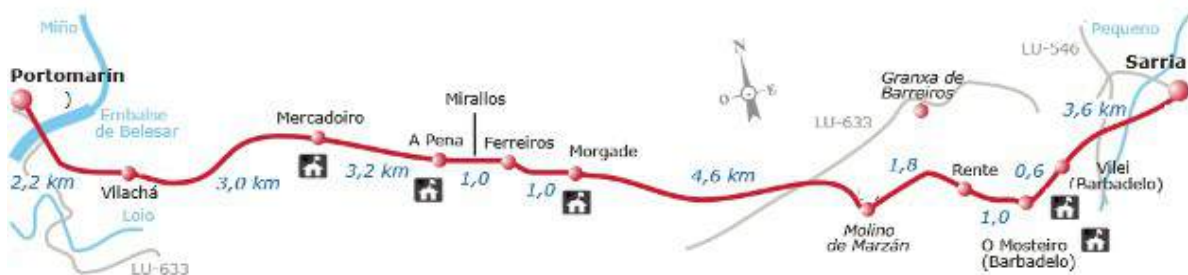 Miño
Pequeno
LU-546
Sarria
Portomarín
Granxa de
Barreiros
N
O
E
Embalse
de Belesar
Mirallos
3,6 km
Mercadoiro
LU-633
A Pena
Ferreiros
Morgade
1,8
Rente
0,6
Vilei
(Barbadelo)
2,2 km
Vilachá
3,0 km
3,2 km
1,0
1,0
4,6 km
1,0
Loio
Molino
de Marzán
O Mosteiro
(Barbadelo)
LU-633